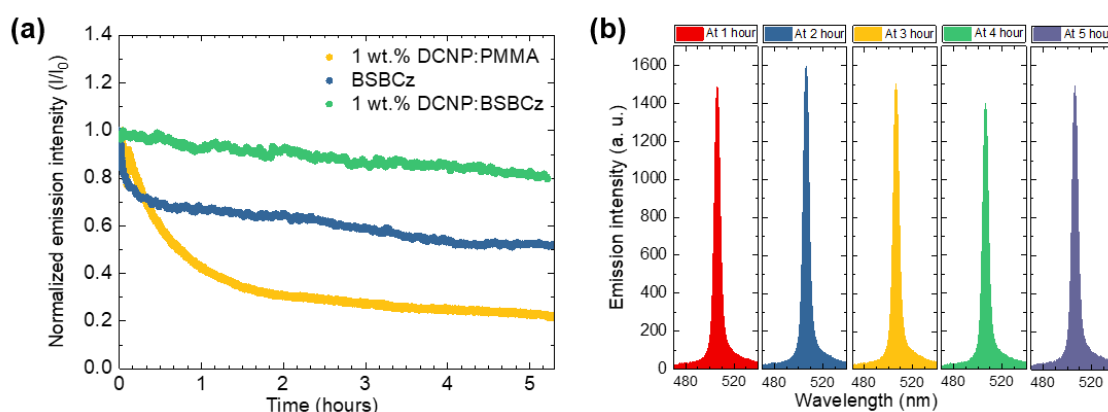 (a)
Normalized emission intensity (I/I₀)
1.4
1.2
1.0
0.8
0.6
0.4
0.2
0.0
1 wt.% DCNP:PMMA
BSBCz
1 wt.% DCNP:BSBCz
0 1 2 3 4 5
Time (hours)
(b)
At 1 hour At 2 hour At 3 hour At 4 hour At 5 hour
Emission intensity (a. u.)
1600
1400
1200
1000
800
600
400
200
0
480 520 480 520 480 520 480 520 480 520
Wavelength (nm)